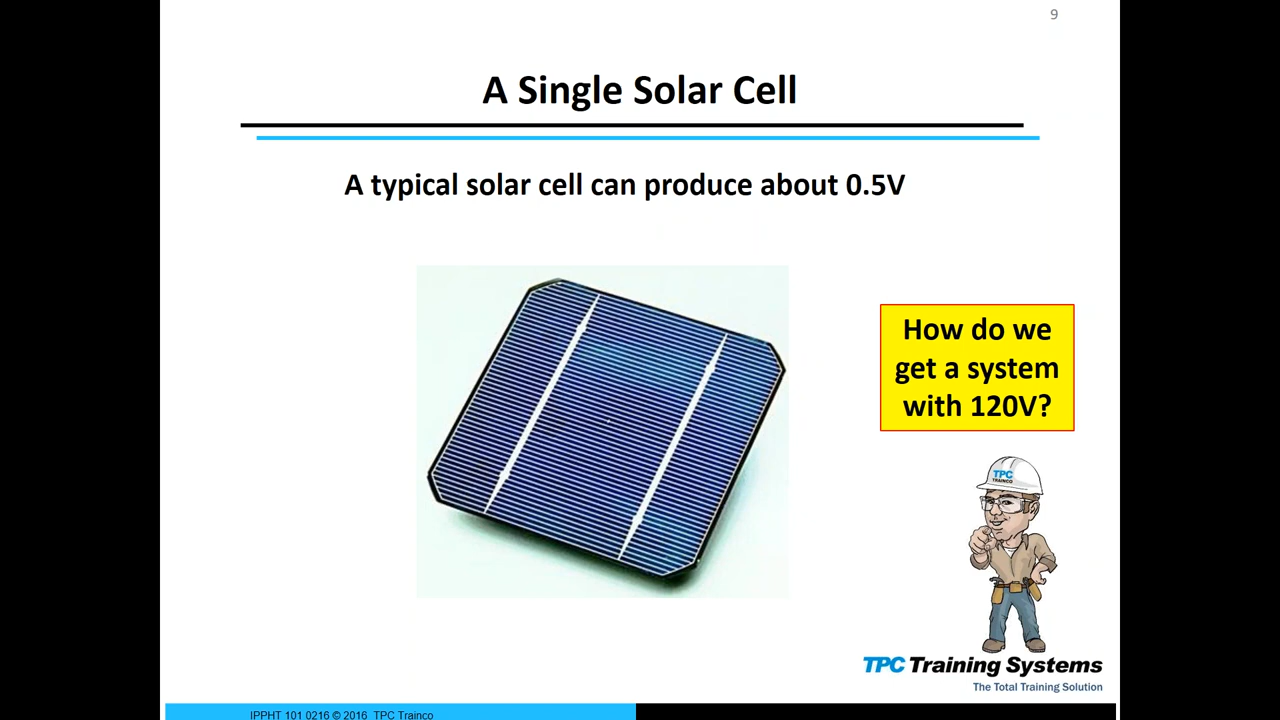 9
A Single Solar Cell
A typical solar cell can produce about 0.5V
How do we
get a system
with 120V?
TPC
TRAINCO
TPC Training Systems
The Total Training Solution
IPPHT 101 0216 © 2016 TPC Trainco